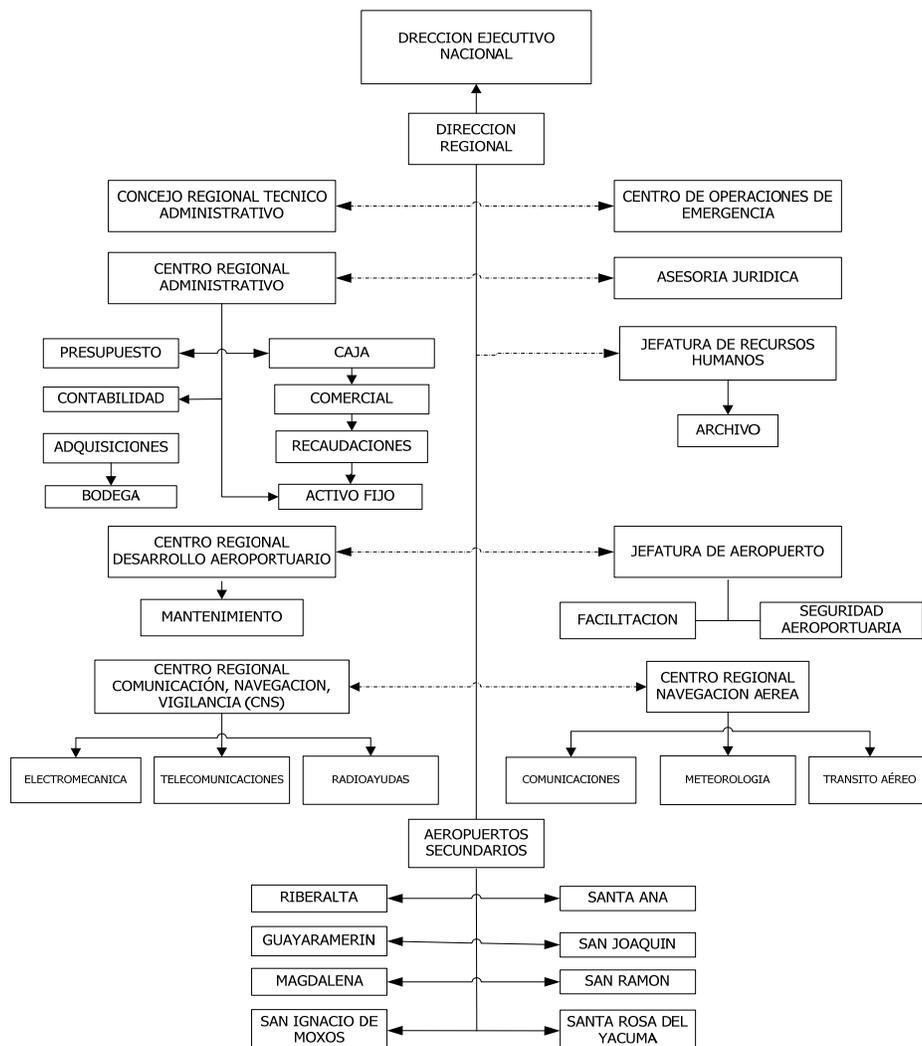 DRECCION EJECUTIVO
NACIONAL
DIRECCION
REGIONAL
CONCEJO REGIONAL TECNICO
ADMINISTRATIVO
CENTRO DE OPERACIONES DE
EMERGENCIA
CENTRO REGIONAL
ADMINISTRATIVO
ASESORIA JURIDICA
PRESUPUESTO
CAJA
JEFATURA DE RECURSOS
HUMANOS
CONTABILIDAD
COMERCIAL
ARCHIVO
ADQUISICIONES
RECAUDACIONES
BODEGA
ACTIVO FIJO
CENTRO REGIONAL
DESARROLLO AEROPORTUARIO
JEFATURA DE AEROPUERTO
MANTENIMIENTO
FACILITACION
SEGURIDAD
AEROPORTUARIA
CENTRO REGIONAL
COMUNICACIÓN, NAVEGACION,
VIGILANCIA (CNS)
CENTRO REGIONAL
NAVEGACION AEREA
ELECTROMECANICA
TELECOMUNICACIONES
RADIOAYUDAS
COMUNICACIONES
METEOROLOGIA
TRANSITO AÉREO
AEROPUERTOS
SECUNDARIOS
RIBERALTA
SANTA ANA
GUAYARAMERIN
SAN JOAQUIN
MAGDALENA
SAN RAMON
SAN IGNACIO DE
MOXOS
SANTA ROSA DEL
YACUMA